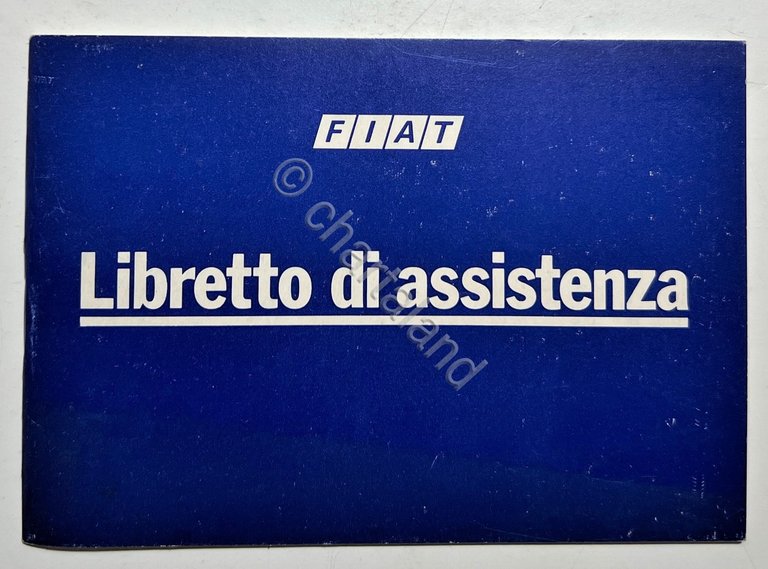 FIAT
© chartaland
Libretto di assistenza